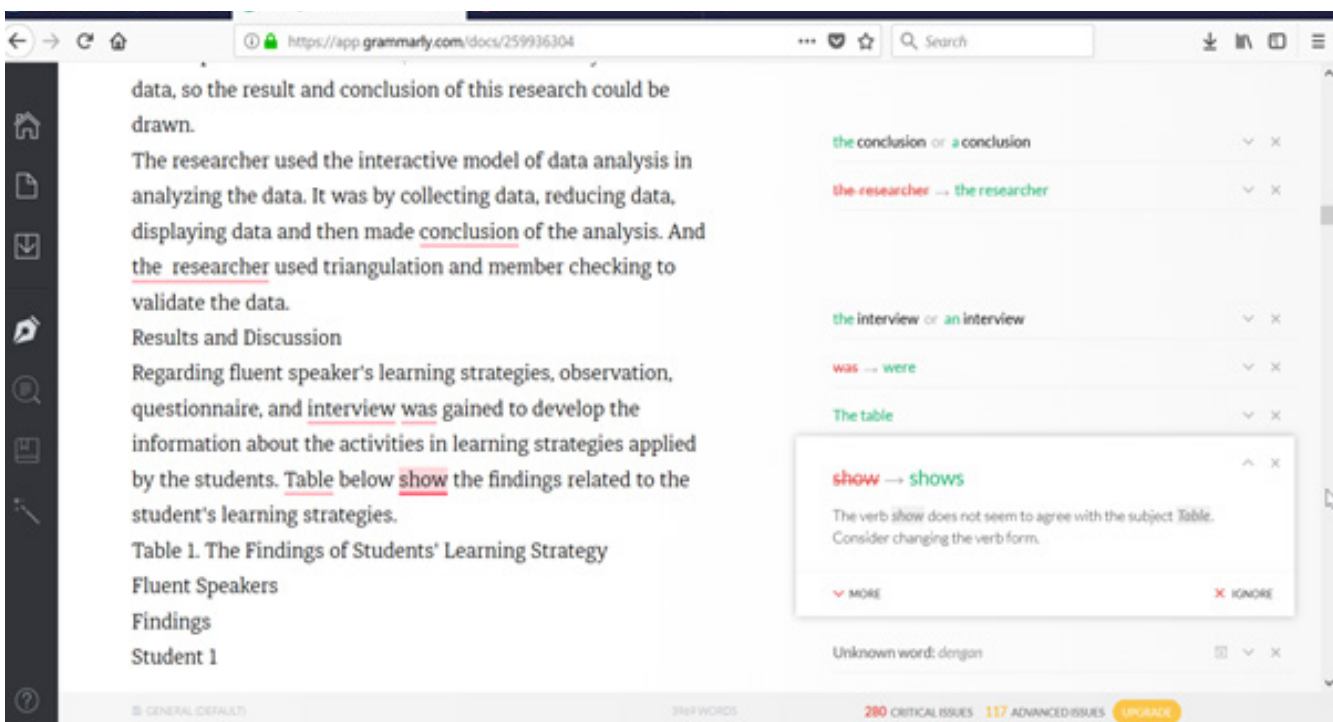 https://app.grammarly.com/docs/259936304
Search
data, so the result and conclusion of this research could be
drawn.
The researcher used the interactive model of data analysis in
analyzing the data. It was by collecting data, reducing data,
displaying data and then made conclusion of the analysis. And
the  researcher used triangulation and member checking to
validate the data.
Results and Discussion
Regarding fluent speaker's learning strategies, observation,
questionnaire, and interview was gained to develop the
information about the activities in learning strategies applied
by the students. Table below show the findings related to the
student's learning strategies.
Table 1. The Findings of Students' Learning Strategy
Fluent Speakers
Findings
Student 1
the conclusion or a conclusion
the researcher → the researcher
the interview or an interview
was → were
The table
show → shows
The verb show does not seem to agree with the subject Table.
Consider changing the verb form.
MORE
IGNORE
Unknown word: dengan
GENERAL (DEFAULT)
WORDS
280 CRITICAL ISSUES 117 ADVANCED ISSUES UPGRADE